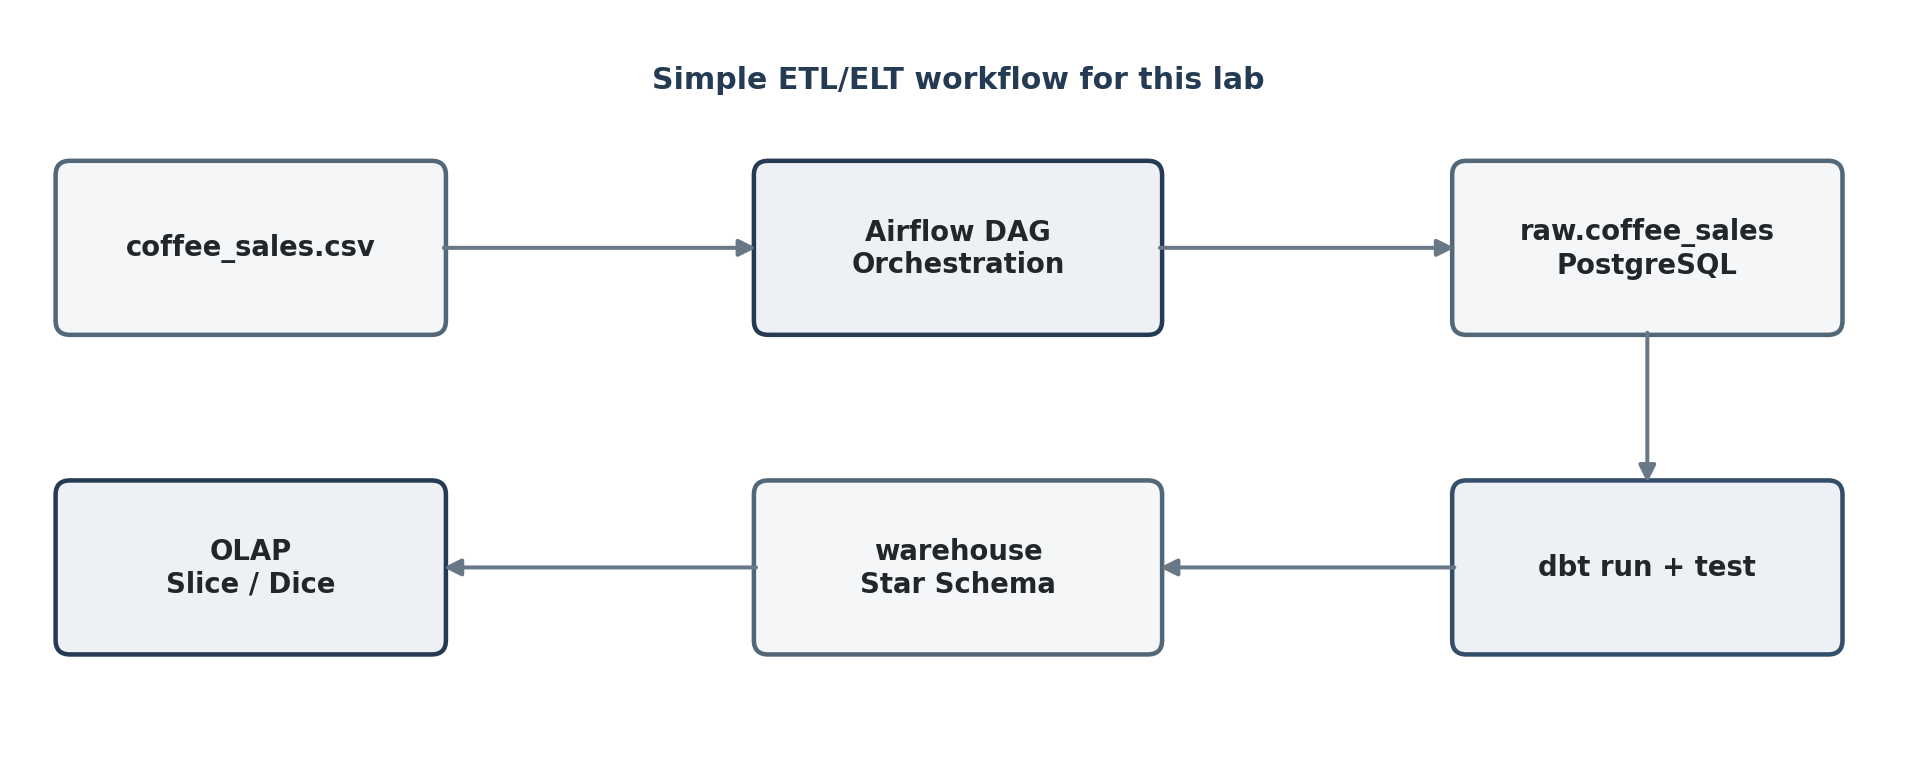 Simple ETL/ELT workflow for this lab
coffee_sales.csv
Airflow DAG
Orchestration
raw.coffee_sales
PostgreSQL
OLAP
Slice / Dice
warehouse
Star Schema
dbt run + test